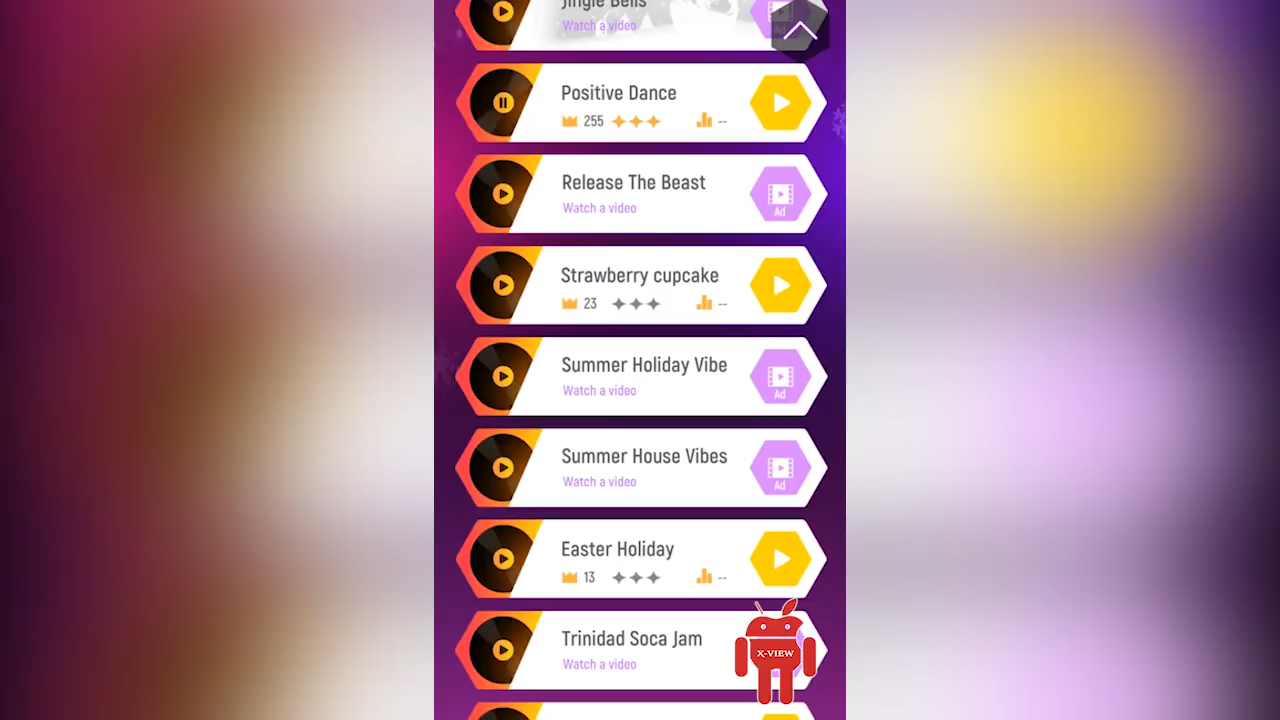 Jingle Bells
Watch a video
Positive Dance
255
--
Release The Beast
Watch a video
Ad
Strawberry cupcake
23
--
Summer Holiday Vibe
Watch a video
Ad
Summer House Vibes
Watch a video
Ad
Easter Holiday
13
--
Trinidad Soca Jam
Watch a video
X-VIEW